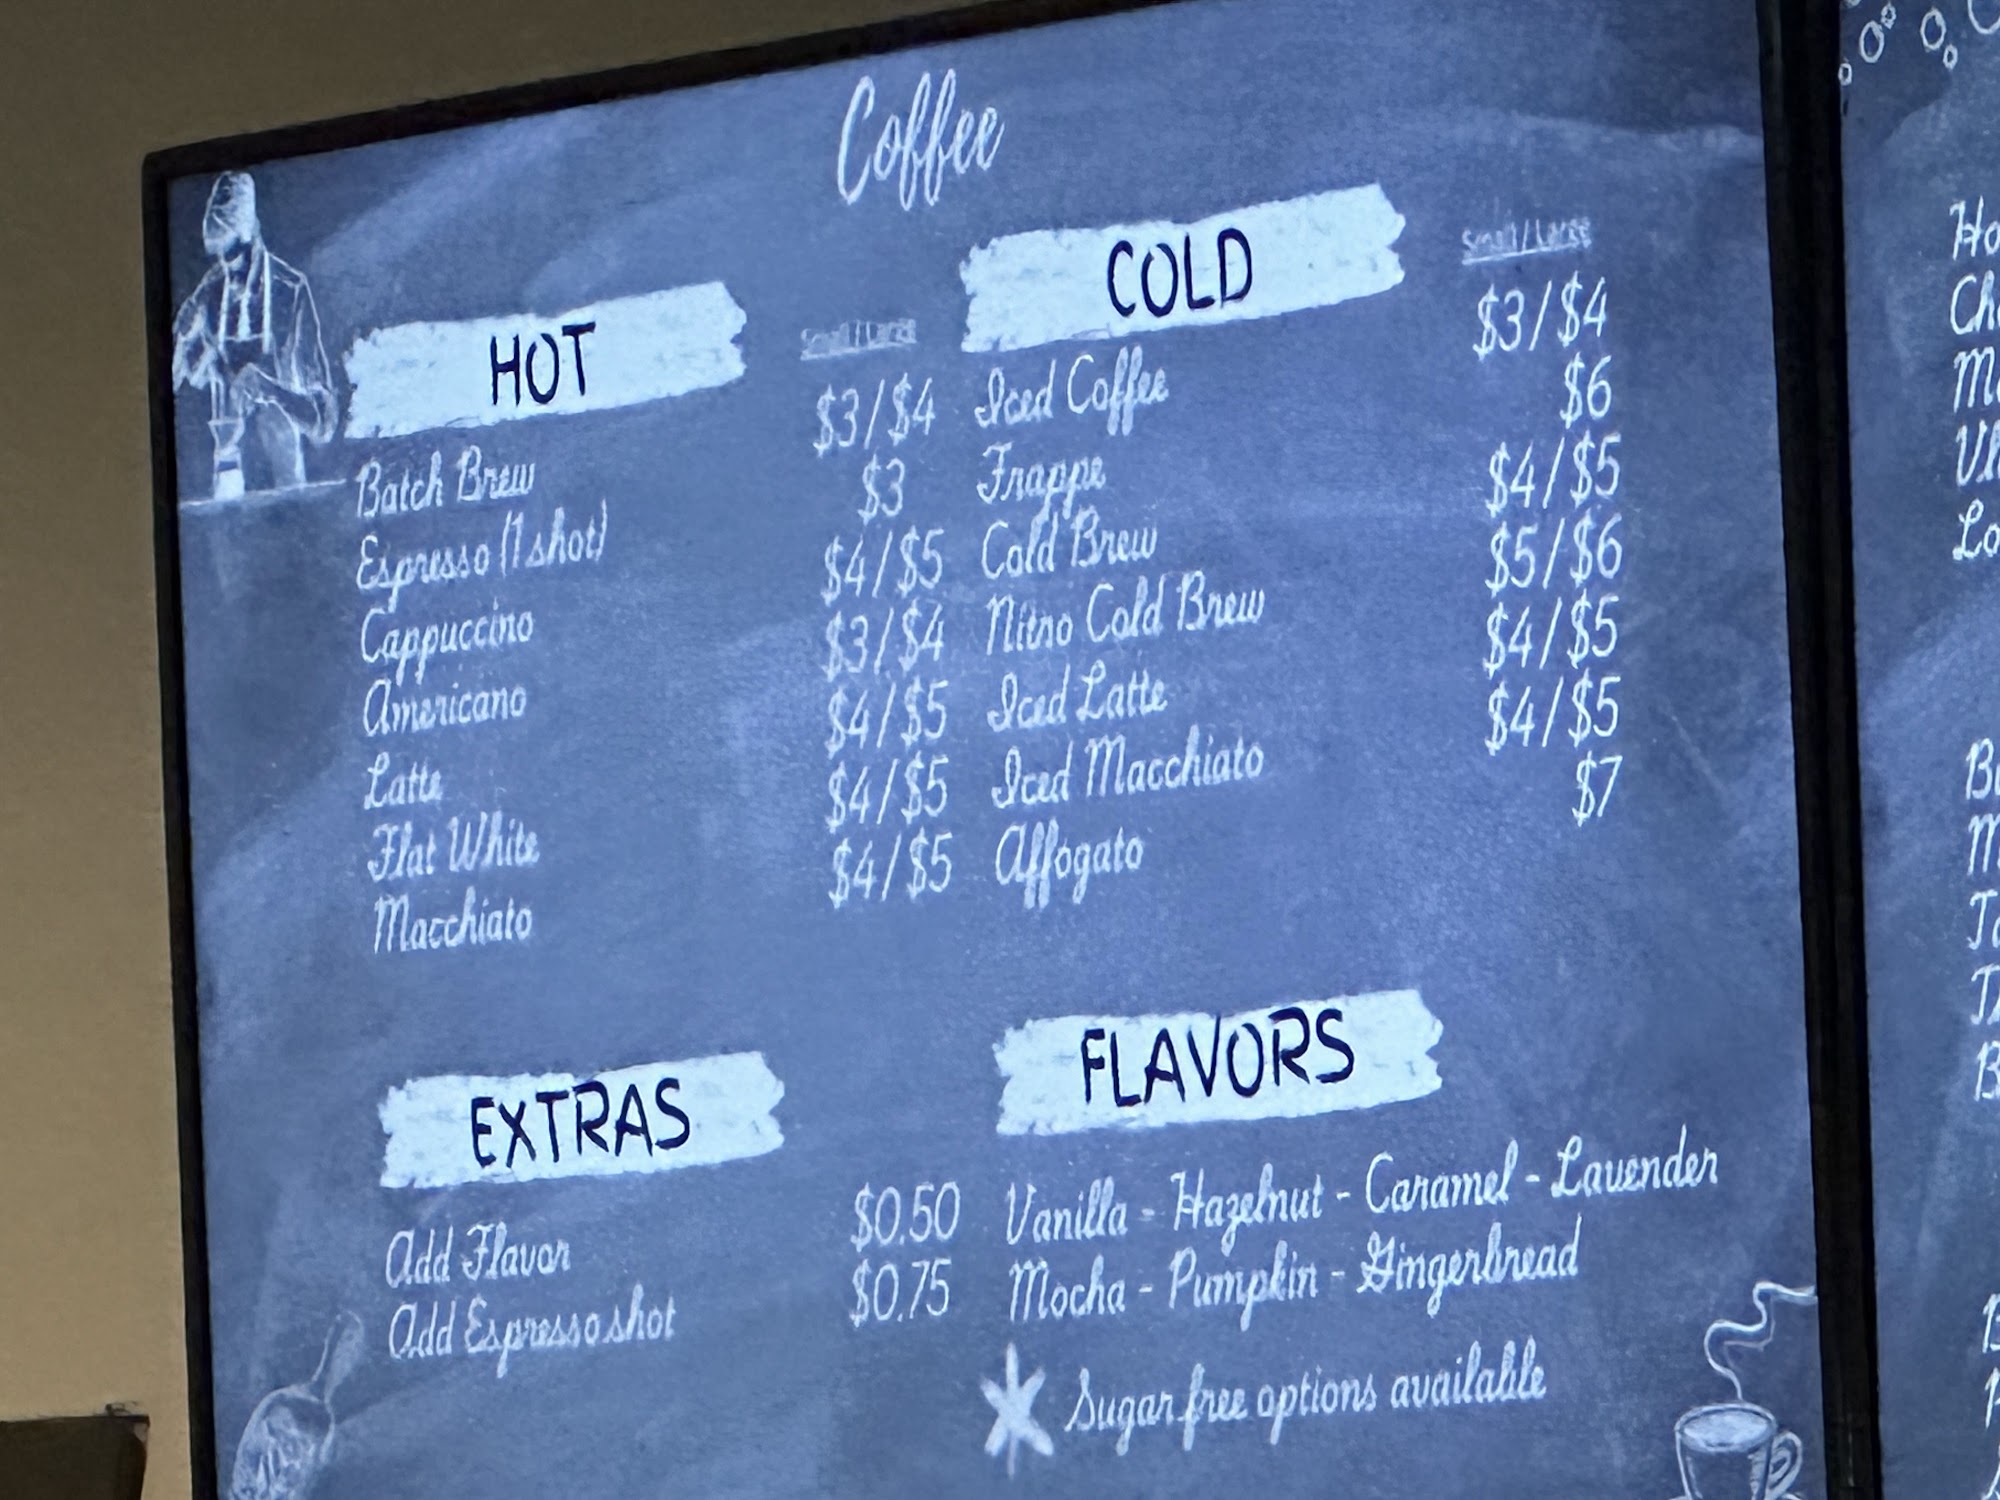 Coffee
HOT
Small / Large
Batch Brew $3/$4
Espresso (1 shot) $3
Cappuccino $4/$5
Americano $3/$4
Latte $4/$5
Flat White $4/$5
Macchiato $4/$5
COLD
Small / Large
Iced Coffee $3/$4
Frappe $6
Cold Brew $4/$5
Nitro Cold Brew $5/$6
Iced Latte $4/$5
Iced Macchiato $4/$5
Affogato $7
EXTRAS
Add Flavor $0.50
Add Espresso shot $0.75
FLAVORS
Vanilla - Hazelnut - Caramel - Lavender
Mocha - Pumpkin - Gingerbread
* Sugar free options available